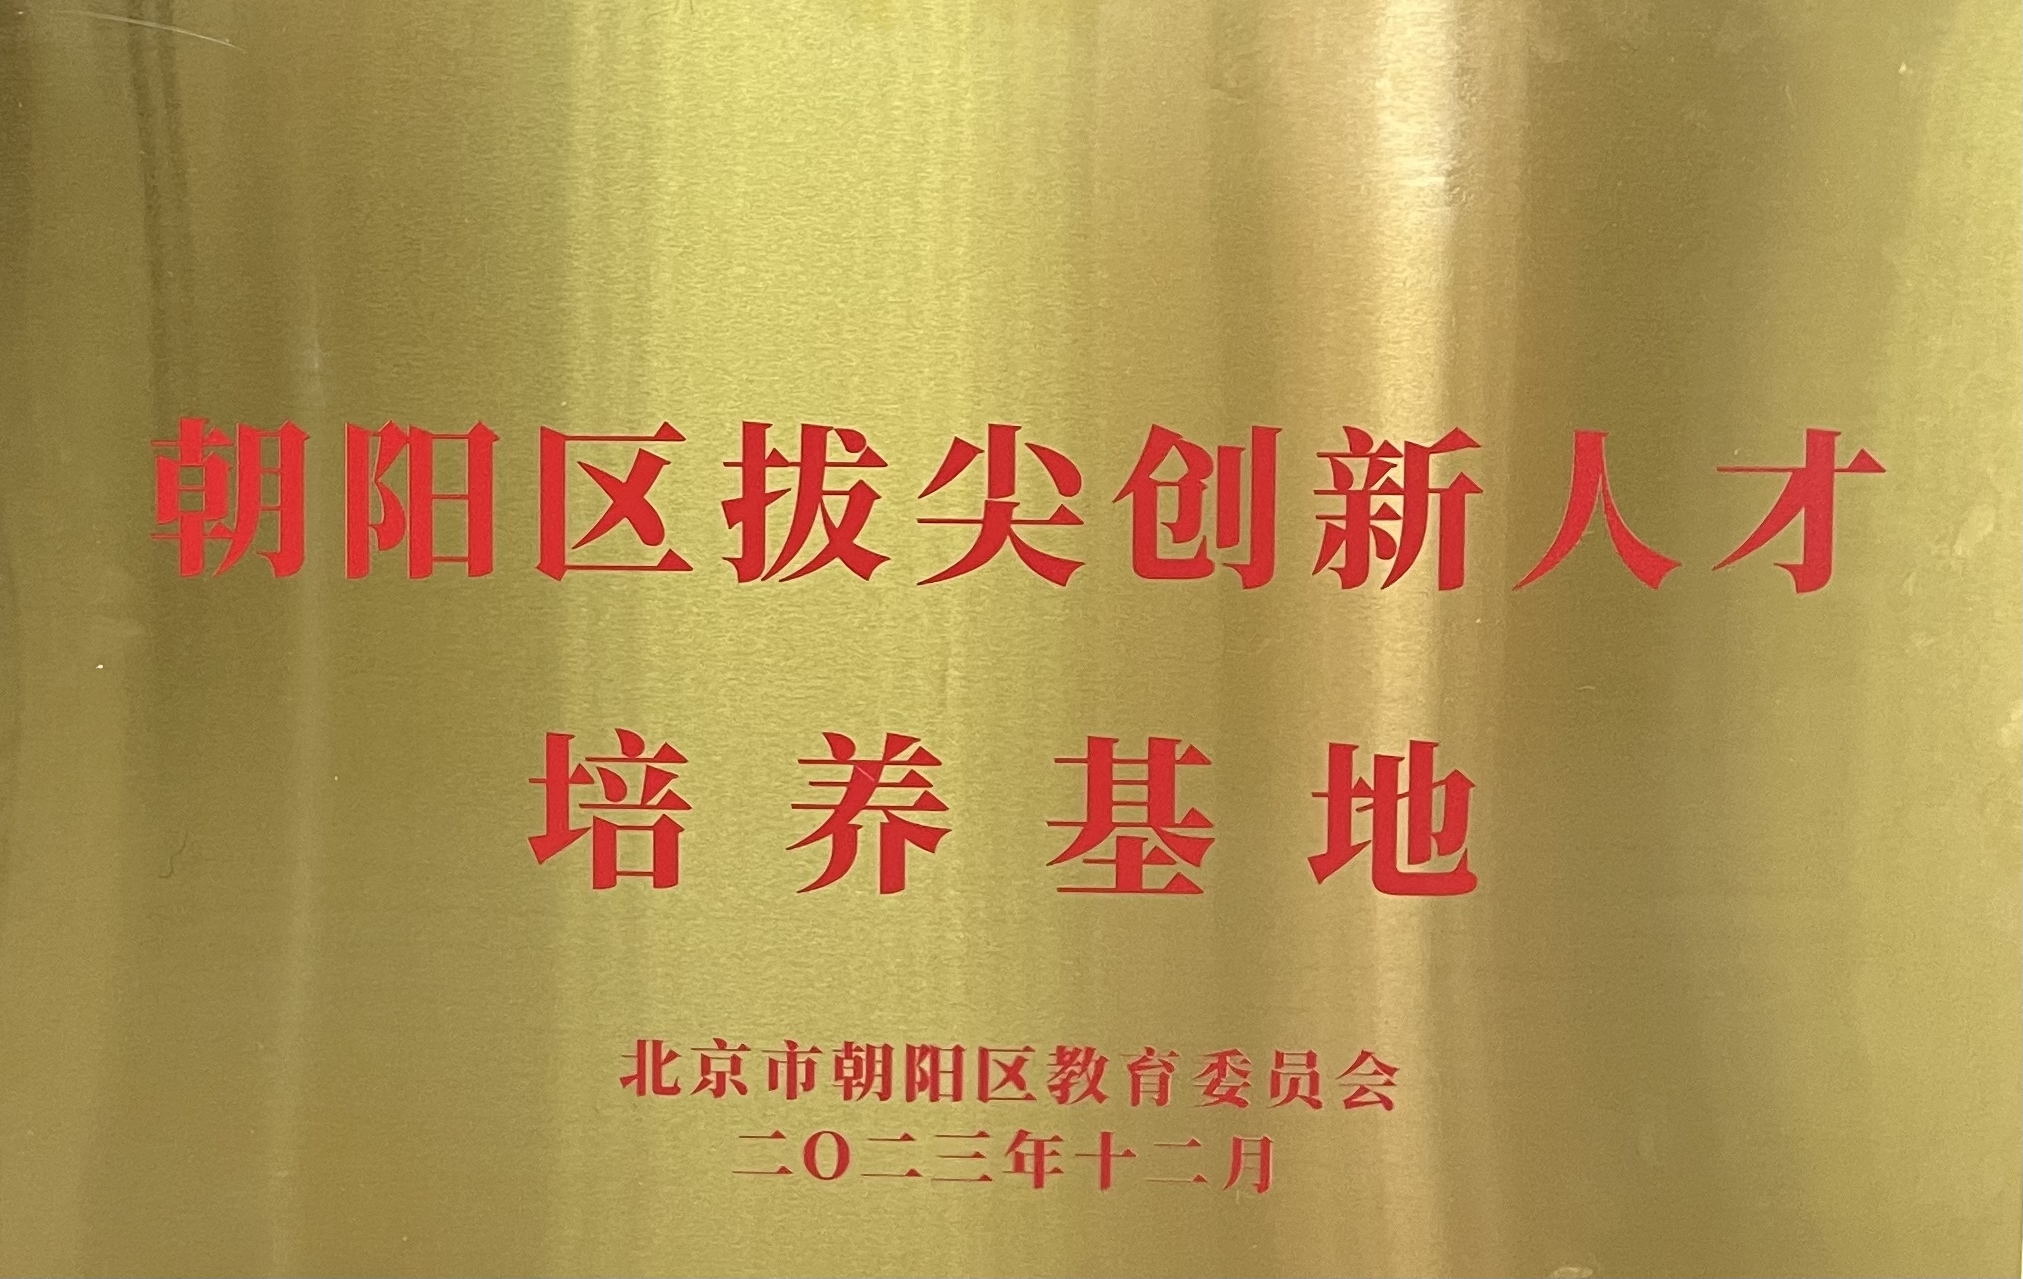 朝阳区拔尖创新人才
培养基地
北京市朝阳区教育委员会
二〇二三年十二月